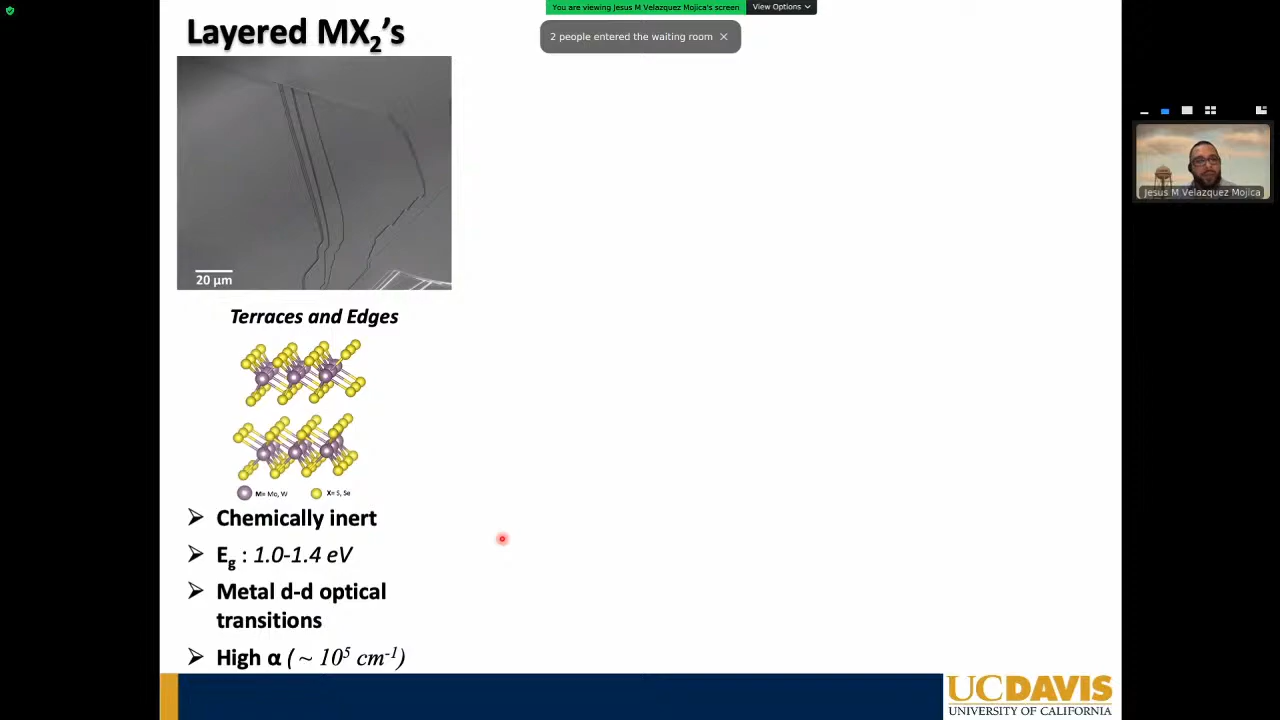 You are viewing Jesus M Velazquez Mojica's screen
View Options
2 people entered the waiting room
Layered MX₂'s
20 μm
Terraces and Edges
M= Mo, W
X= S, Se
Chemically inert
Eg : 1.0-1.4 eV
Metal d-d optical
transitions
High α ( ~ 10⁵ cm⁻¹)
Jesus M Velazquez Mojica
UCDAVIS
UNIVERSITY OF CALIFORNIA